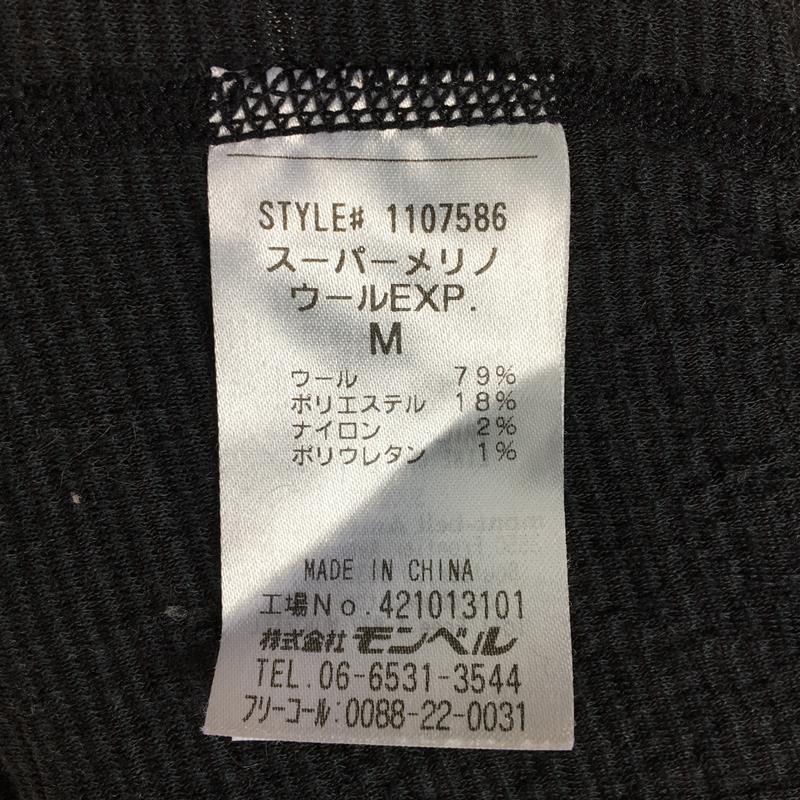 STYLE# 1107586
スーパーメリノ
ウールEXP.
M
ウール 79%
ポリエステル 18%
ナイロン 2%
ポリウレタン 1%
MADE IN CHINA
工場No.421013101
株式会社 モンベル
TEL.06-6531-3544
フリーコール:0088-22-0031